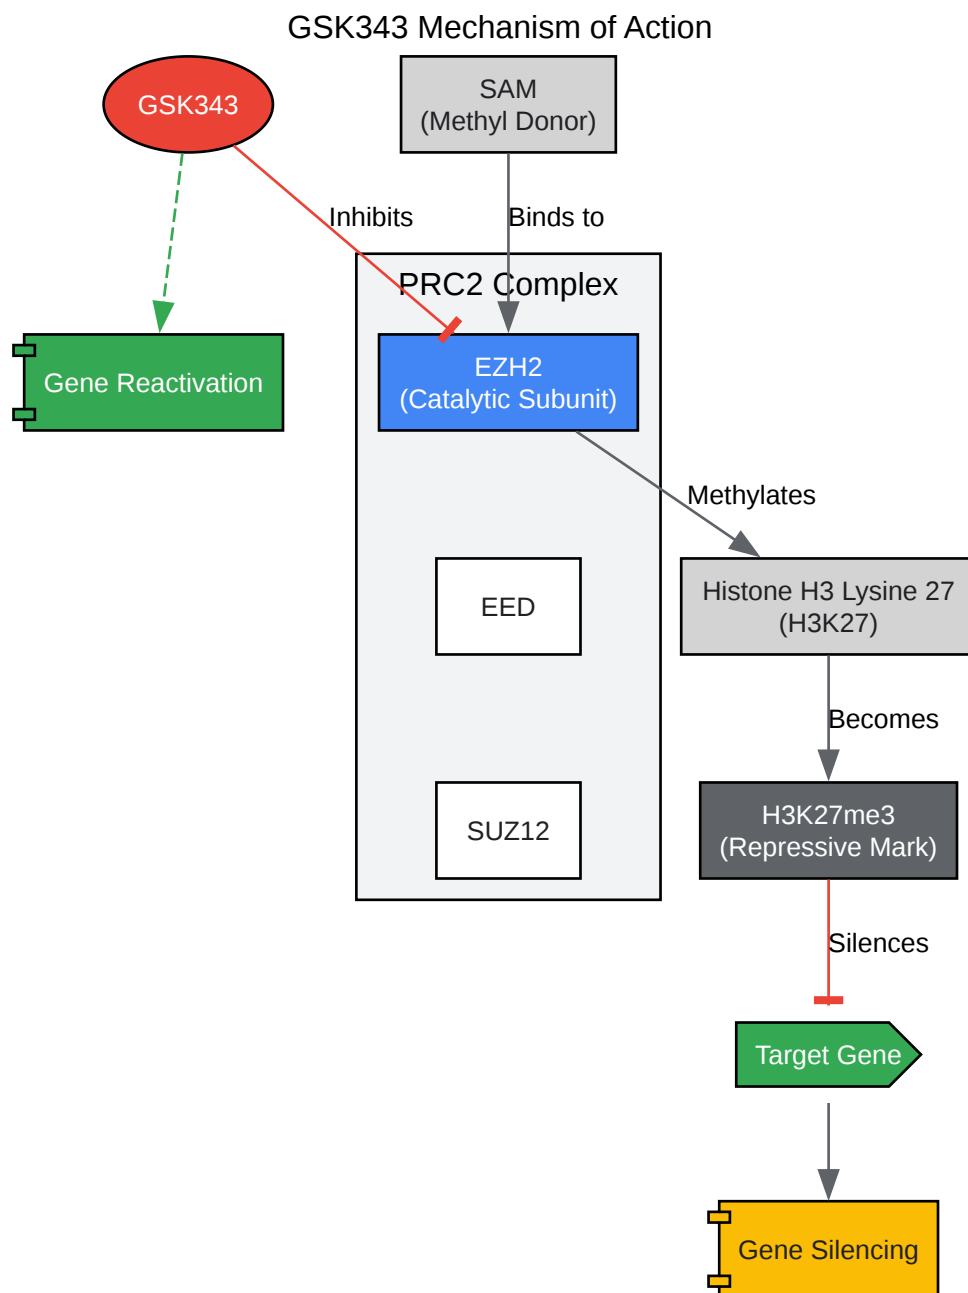 GSK343 Mechanism of Action
GSK343
SAM
(Methyl Donor)
Inhibits
Binds to
PRC2 Complex
Gene Reactivation
EZH2
(Catalytic Subunit)
Methylates
EED
Histone H3 Lysine 27
(H3K27)
Becomes
SUZ12
H3K27me3
(Repressive Mark)
Silences
Target Gene
Gene Silencing